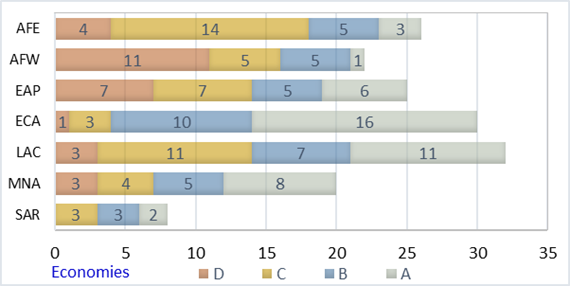 AFE 4 14 5 3
AFW 11 5 5 1
EAP 7 7 5 6
ECA 1 3 10 16
LAC 3 11 7 11
MNA 3 4 5 8
SAR 3 3 2
0 5 10 15 20 25 30 35
Economies D C B A